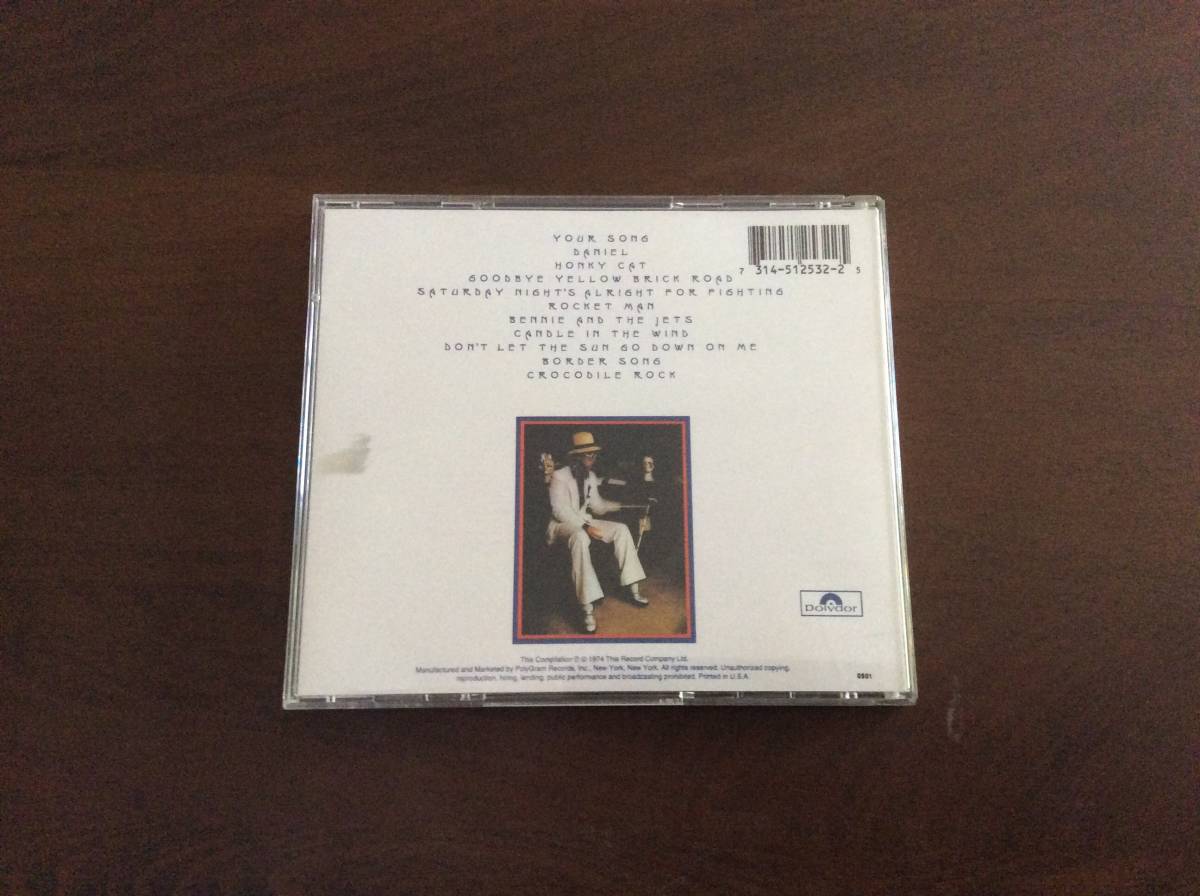 YOUR SONG
DANIEL
HONKY CAT
GOODBYE YELLOW BRICK ROAD
SATURDAY NIGHT'S ALRIGHT FOR FIGHTING
ROCKET MAN
BENNIE AND THE JETS
CANDLE IN THE WIND
DON'T LET THE SUN GO DOWN ON ME
BORDER SONG
CROCODILE ROCK
7 314-512532-2 5
Polydor
This Compilation ℗ © 1974 This Record Company Ltd.
Manufactured and Marketed by PolyGram Records, Inc., New York, New York. All rights reserved. Unauthorized copying,
reproduction, hiring, lending, public performance and broadcasting prohibited. Printed in U.S.A.
0901